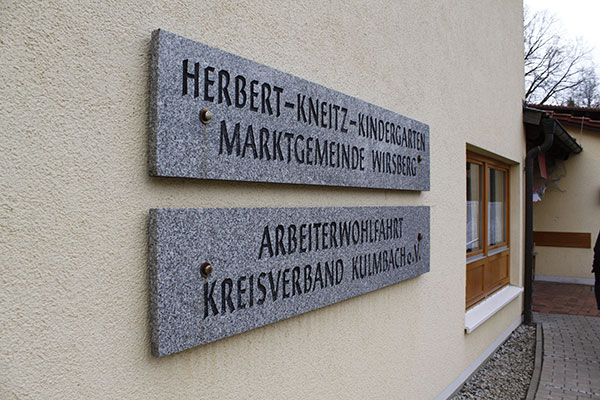 HERBERT-KNEITZ-KINDERGARTEN
MARKTGEMEINDE WIRSBERG
ARBEITERWOHLFAHRT
KREISVERBAND KULMBACH e.V.